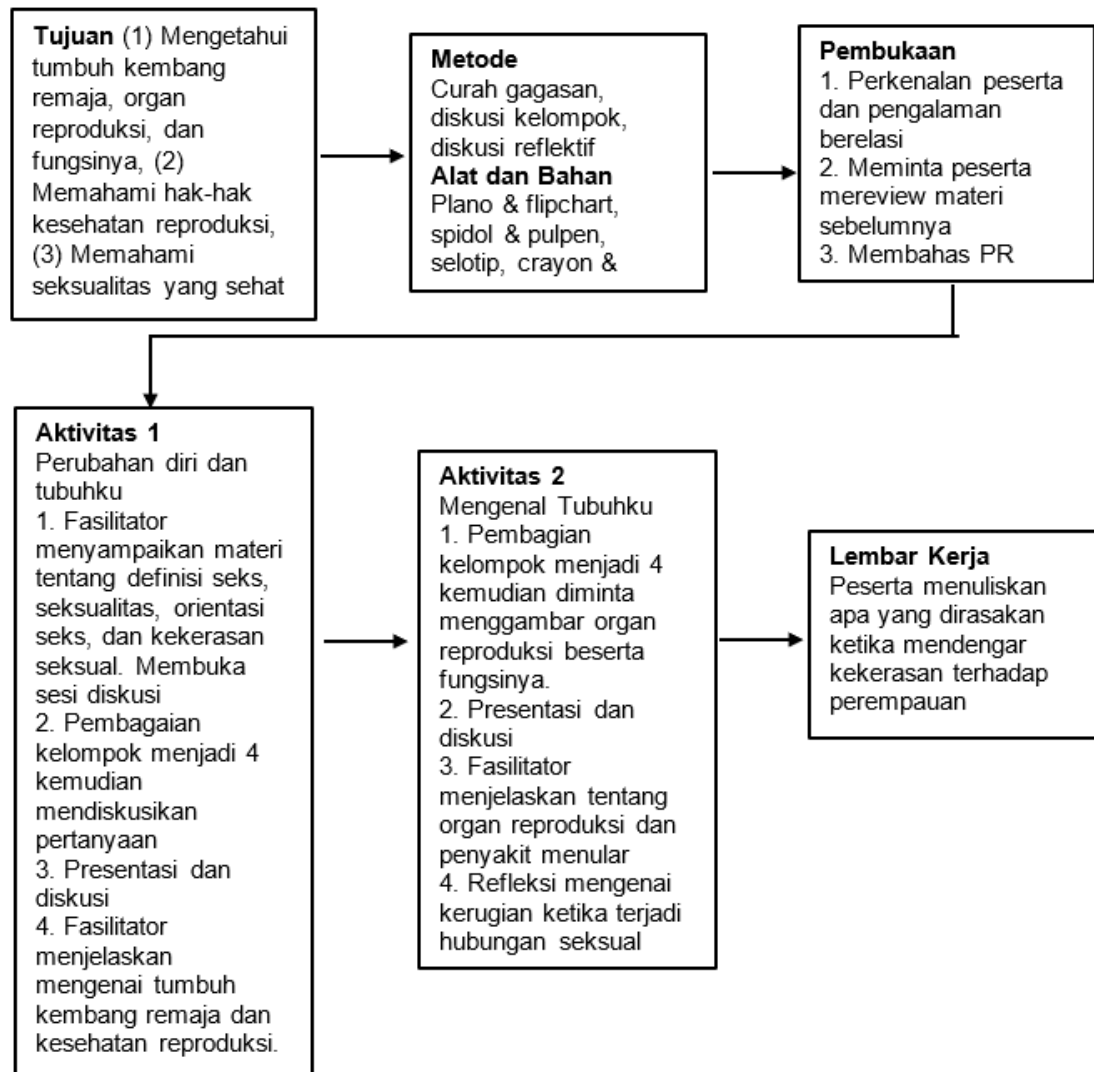 Tujuan (1) Mengetahui
tumbuh kembang
remaja, organ
reproduksi, dan
fungsinya, (2)
Memahami hak-hak
kesehatan reproduksi,
(3) Memahami
seksualitas yang sehat
Metode
Curah gagasan,
diskusi kelompok,
diskusi reflektif
Alat dan Bahan
Plano & flipchart,
spidol & pulpen,
selotip, crayon &
Pembukaan
1. Perkenalan peserta
dan pengalaman
berelasi
2. Meminta peserta
mereview materi
sebelumnya
3. Membahas PR
Aktivitas 1
Perubahan diri dan
tubuhku
1. Fasilitator
menyampaikan materi
tentang definisi seks,
seksualitas, orientasi
seks, dan kekerasan
seksual. Membuka
sesi diskusi
2. Pembagaian
kelompok menjadi 4
kemudian
mendiskusikan
pertanyaan
3. Presentasi dan
diskusi
4. Fasilitator
menjelaskan
mengenai tumbuh
kembang remaja dan
kesehatan reproduksi.
Aktivitas 2
Mengenal Tubuhku
1. Pembagian
kelompok menjadi 4
kemudian diminta
menggambar organ
reproduksi beserta
fungsinya.
2. Presentasi dan
diskusi
3. Fasilitator
menjelaskan tentang
organ reproduksi dan
penyakit menular
4. Refleksi mengenai
kerugian ketika terjadi
hubungan seksual
Lembar Kerja
Peserta menuliskan
apa yang dirasakan
ketika mendengar
kekerasan terhadap
perempauan